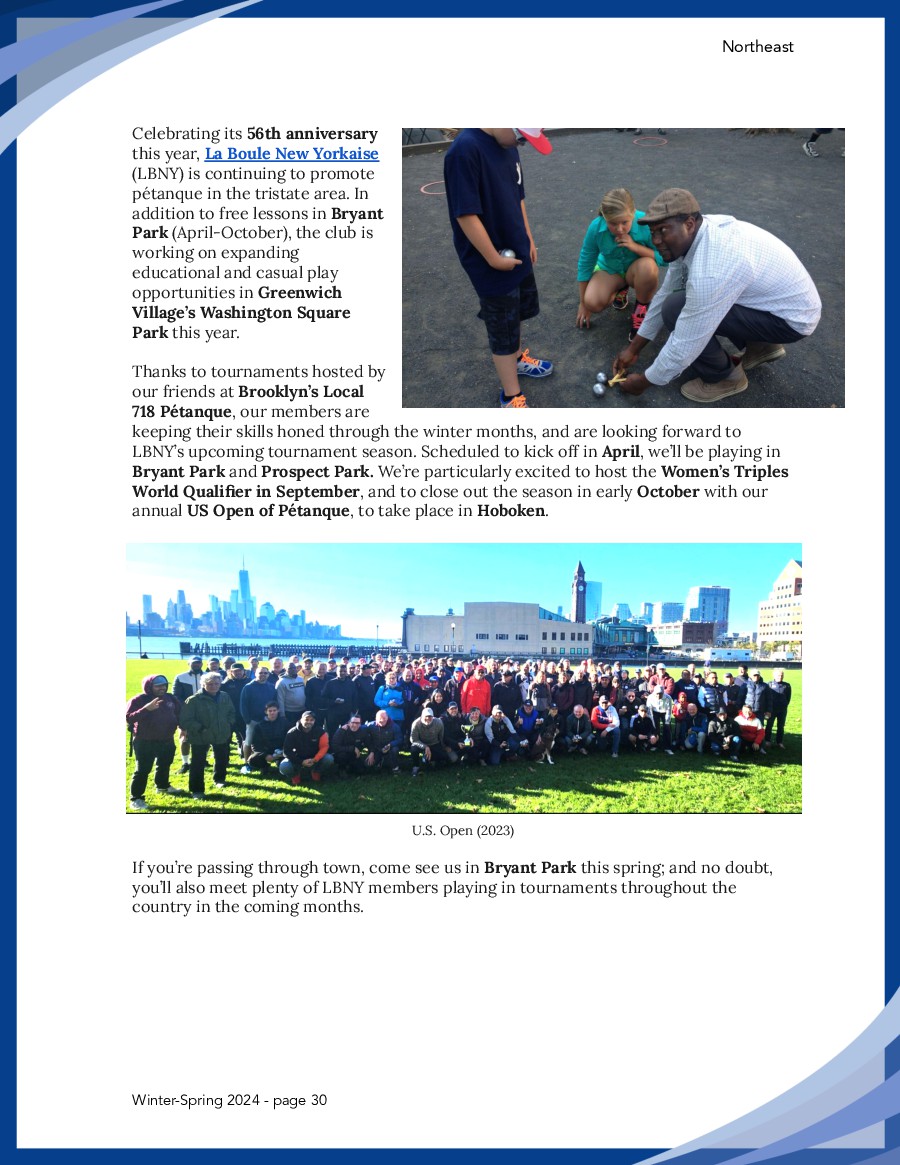 Northeast
Celebrating its 56th anniversary
this year, La Boule New Yorkaise
(LBNY) is continuing to promote
pétanque in the tristate area. In
addition to free lessons in Bryant
Park (April-October), the club is
working on expanding
educational and casual play
opportunities in Greenwich
Village’s Washington Square
Park this year.
Thanks to tournaments hosted by
our friends at Brooklyn’s Local
718 Pétanque, our members are
keeping their skills honed through the winter months, and are looking forward to
LBNY’s upcoming tournament season. Scheduled to kick off in April, we’ll be playing in
Bryant Park and Prospect Park. We’re particularly excited to host the Women’s Triples
World Qualifier in September, and to close out the season in early October with our
annual US Open of Pétanque, to take place in Hoboken.
U.S. Open (2023)
If you’re passing through town, come see us in Bryant Park this spring; and no doubt,
you’ll also meet plenty of LBNY members playing in tournaments throughout the
country in the coming months.
Winter-Spring 2024 - page 30